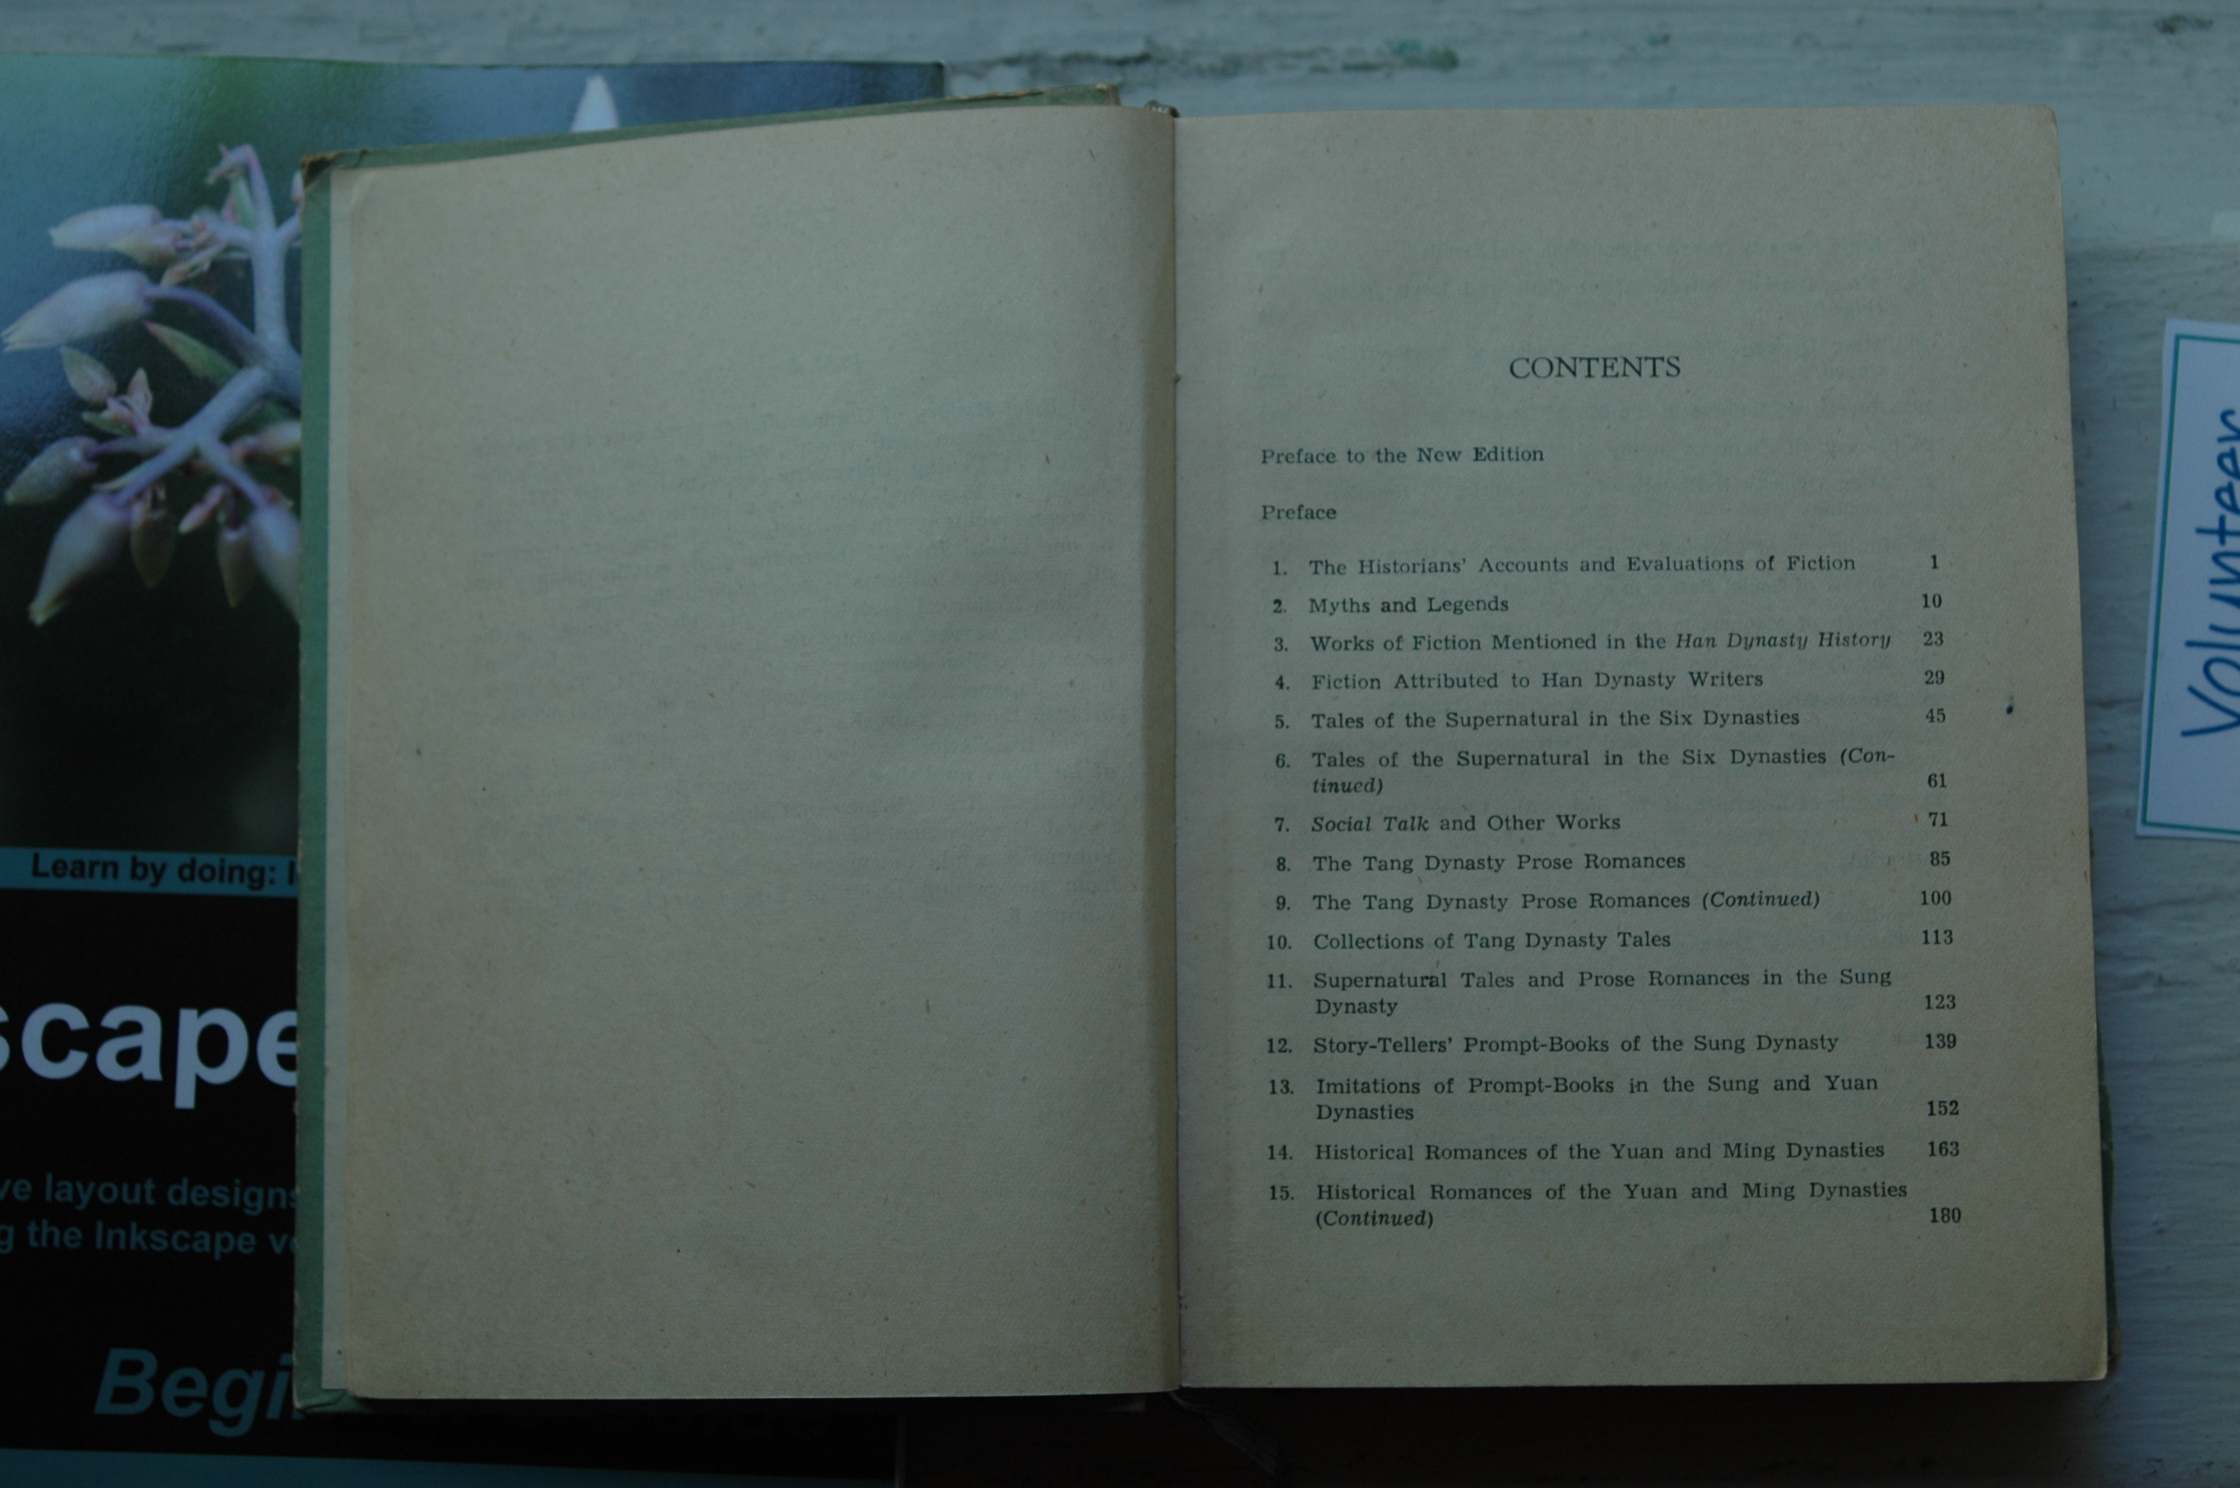 Learn by doing:
scape
ve layout designs
g the Inkscape
Begi
CONTENTS
Preface to the New Edition
Preface
1. The Historians' Accounts and Evaluations of Fiction 1
2. Myths and Legends 10
3. Works of Fiction Mentioned in the Han Dynasty History 23
4. Fiction Attributed to Han Dynasty Writers 29
5. Tales of the Supernatural in the Six Dynasties 45
6. Tales of the Supernatural in the Six Dynasties (Con-
tinued) 61
7. Social Talk and Other Works 71
8. The Tang Dynasty Prose Romances 85
9. The Tang Dynasty Prose Romances (Continued) 100
10. Collections of Tang Dynasty Tales 113
11. Supernatural Tales and Prose Romances in the Sung
Dynasty 123
12. Story-Tellers' Prompt-Books of the Sung Dynasty 139
13. Imitations of Prompt-Books in the Sung and Yuan
Dynasties 152
14. Historical Romances of the Yuan and Ming Dynasties 163
15. Historical Romances of the Yuan and Ming Dynasties
(Continued) 180
Volunteer